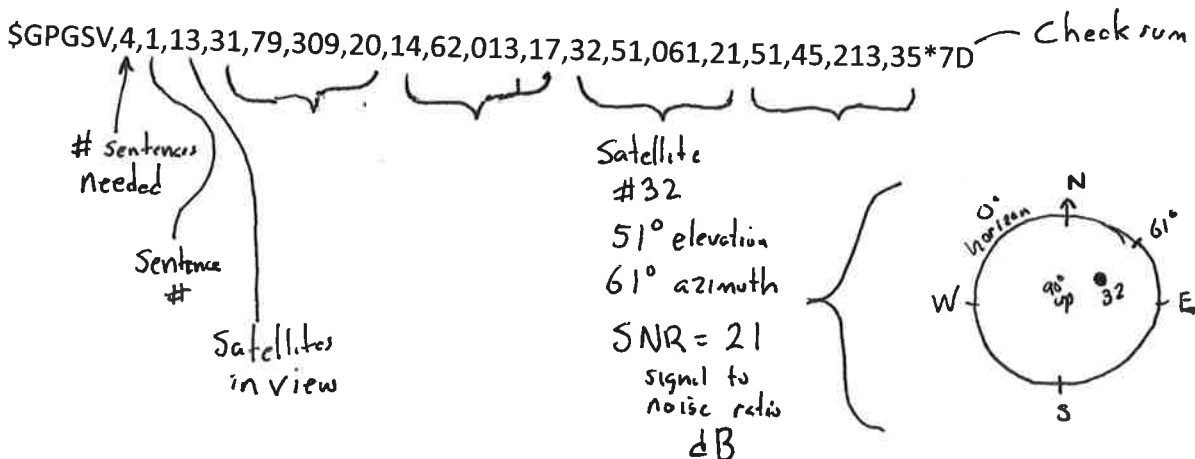 $GPGSV,4,1,13,31,79,309,20,14,62,013,17,32,51,061,21,51,45,213,35*7D
Checksum
# Sentences
needed
Sentence
#
Satellites
in view
Satellite
#32
51° elevation
61° azimuth
SNR = 21
signal to
noise ratio
dB
N
0°
horizon
61°
90°
up
32
W
E
S